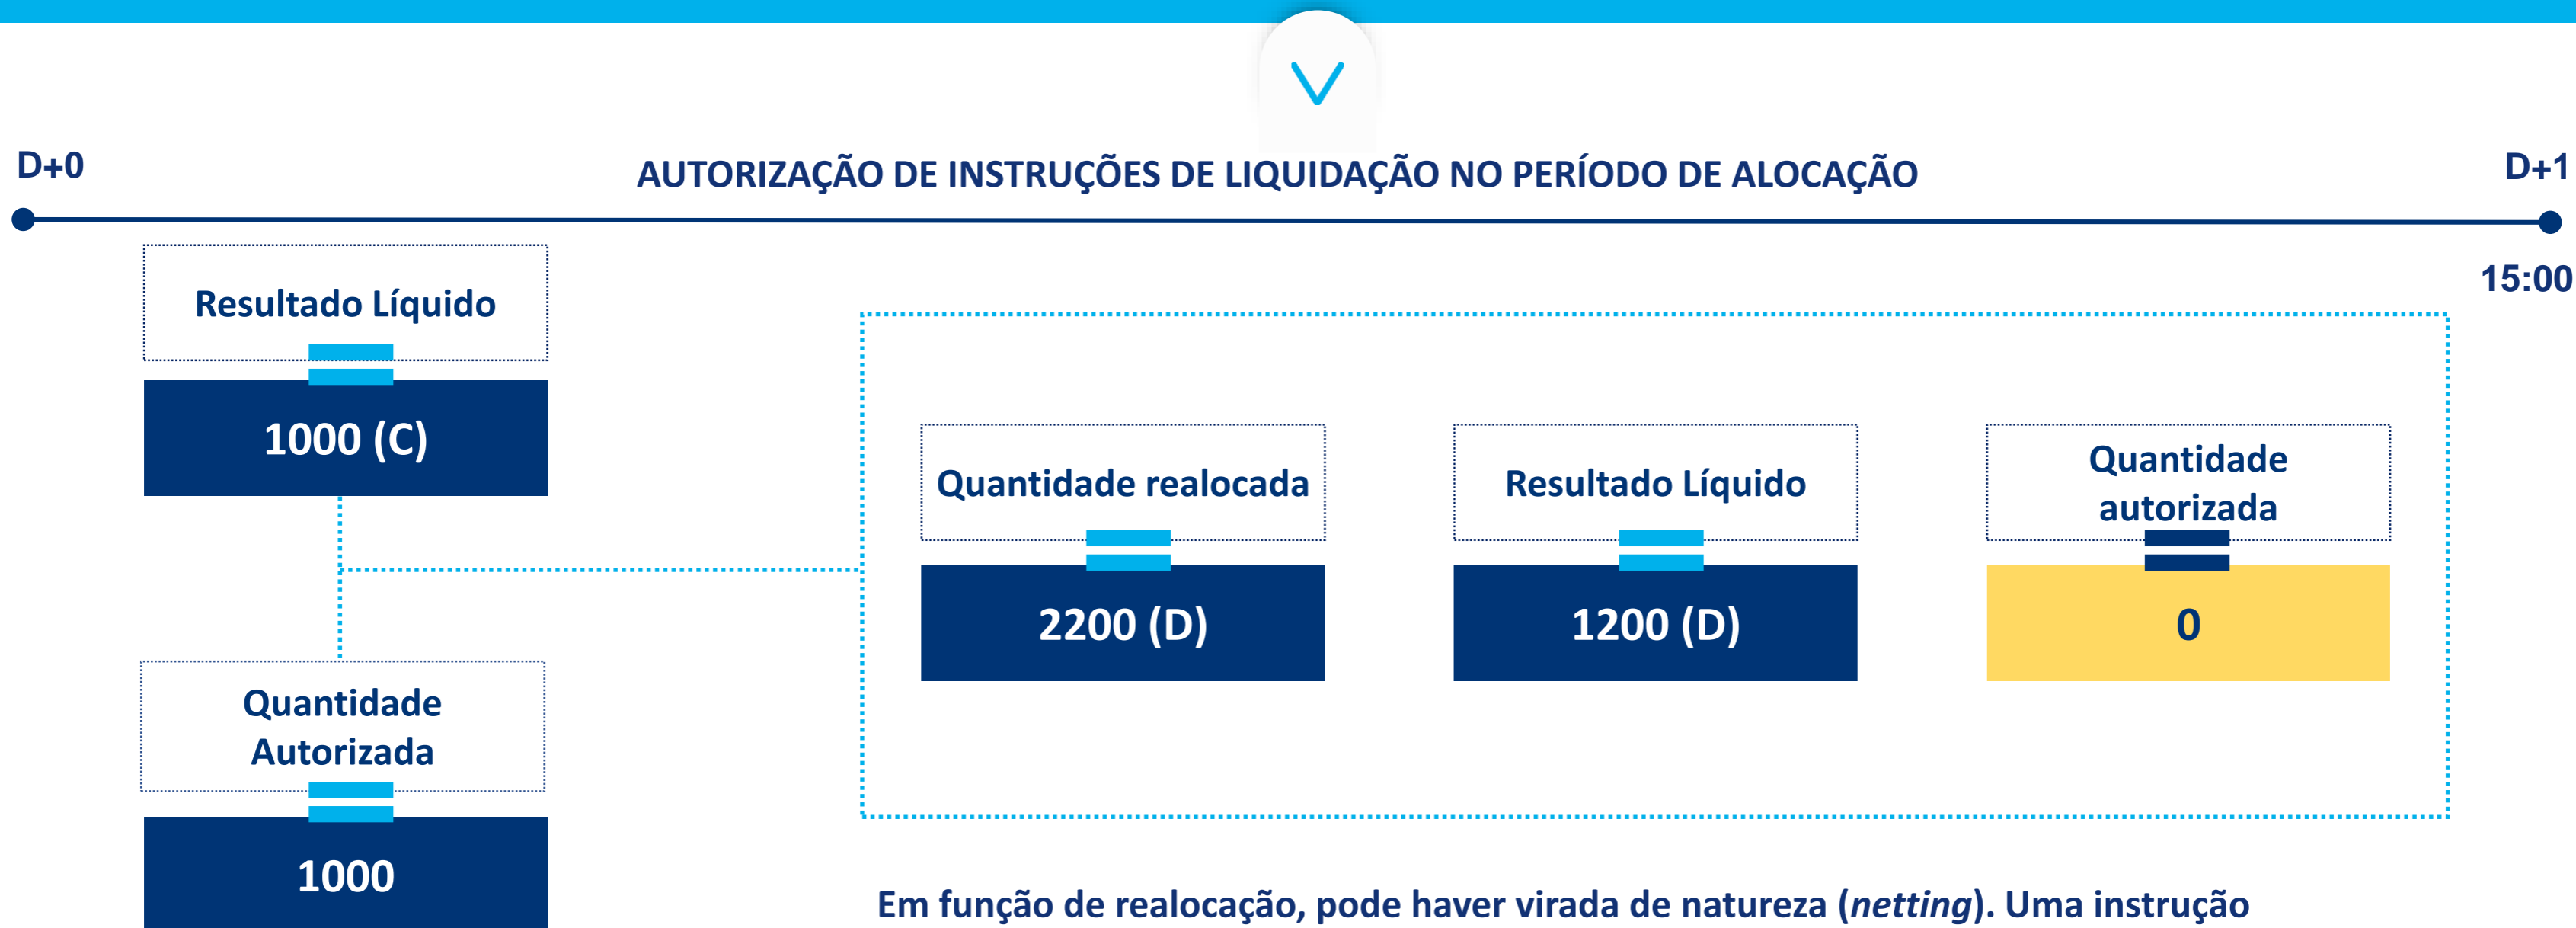 D+0
AUTORIZAÇÃO DE INSTRUÇÕES DE LIQUIDAÇÃO NO PERÍODO DE ALOCAÇÃO
D+1
15:00
Resultado Líquido
1000 (C)
Quantidade
Autorizada
1000
Quantidade realocada
2200 (D)
Resultado Líquido
1200 (D)
Quantidade
autorizada
0
Em função de realocação, pode haver virada de natureza (netting). Uma instrução